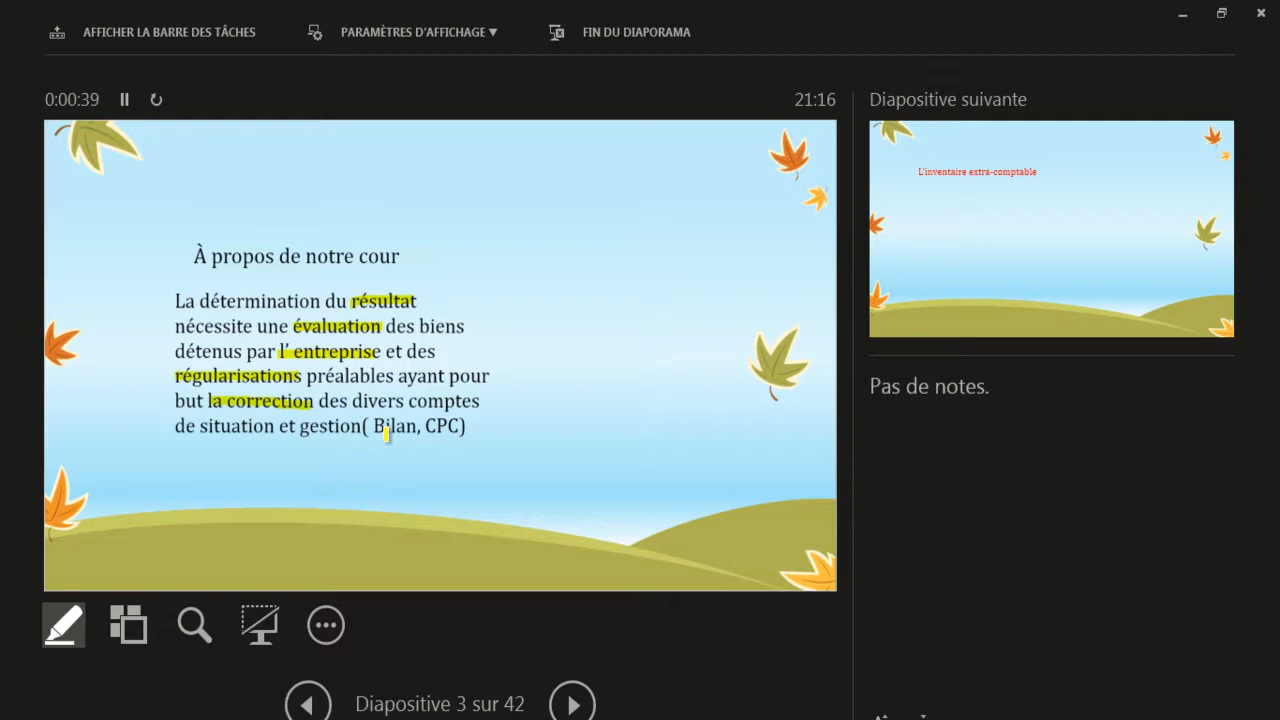 AFFICHER LA BARRE DES TÂCHES
PARAMÈTRES D'AFFICHAGE ▼
FIN DU DIAPORAMA
0:00:39
21:16
À propos de notre cour
La détermination du résultat
nécessite une évaluation des biens
détenus par l' entreprise et des
régularisations préalables ayant pour
but la correction des divers comptes
de situation et gestion( Bilan, CPC)
Diapositive 3 sur 42
Diapositive suivante
L'inventaire extra-comptable
Pas de notes.